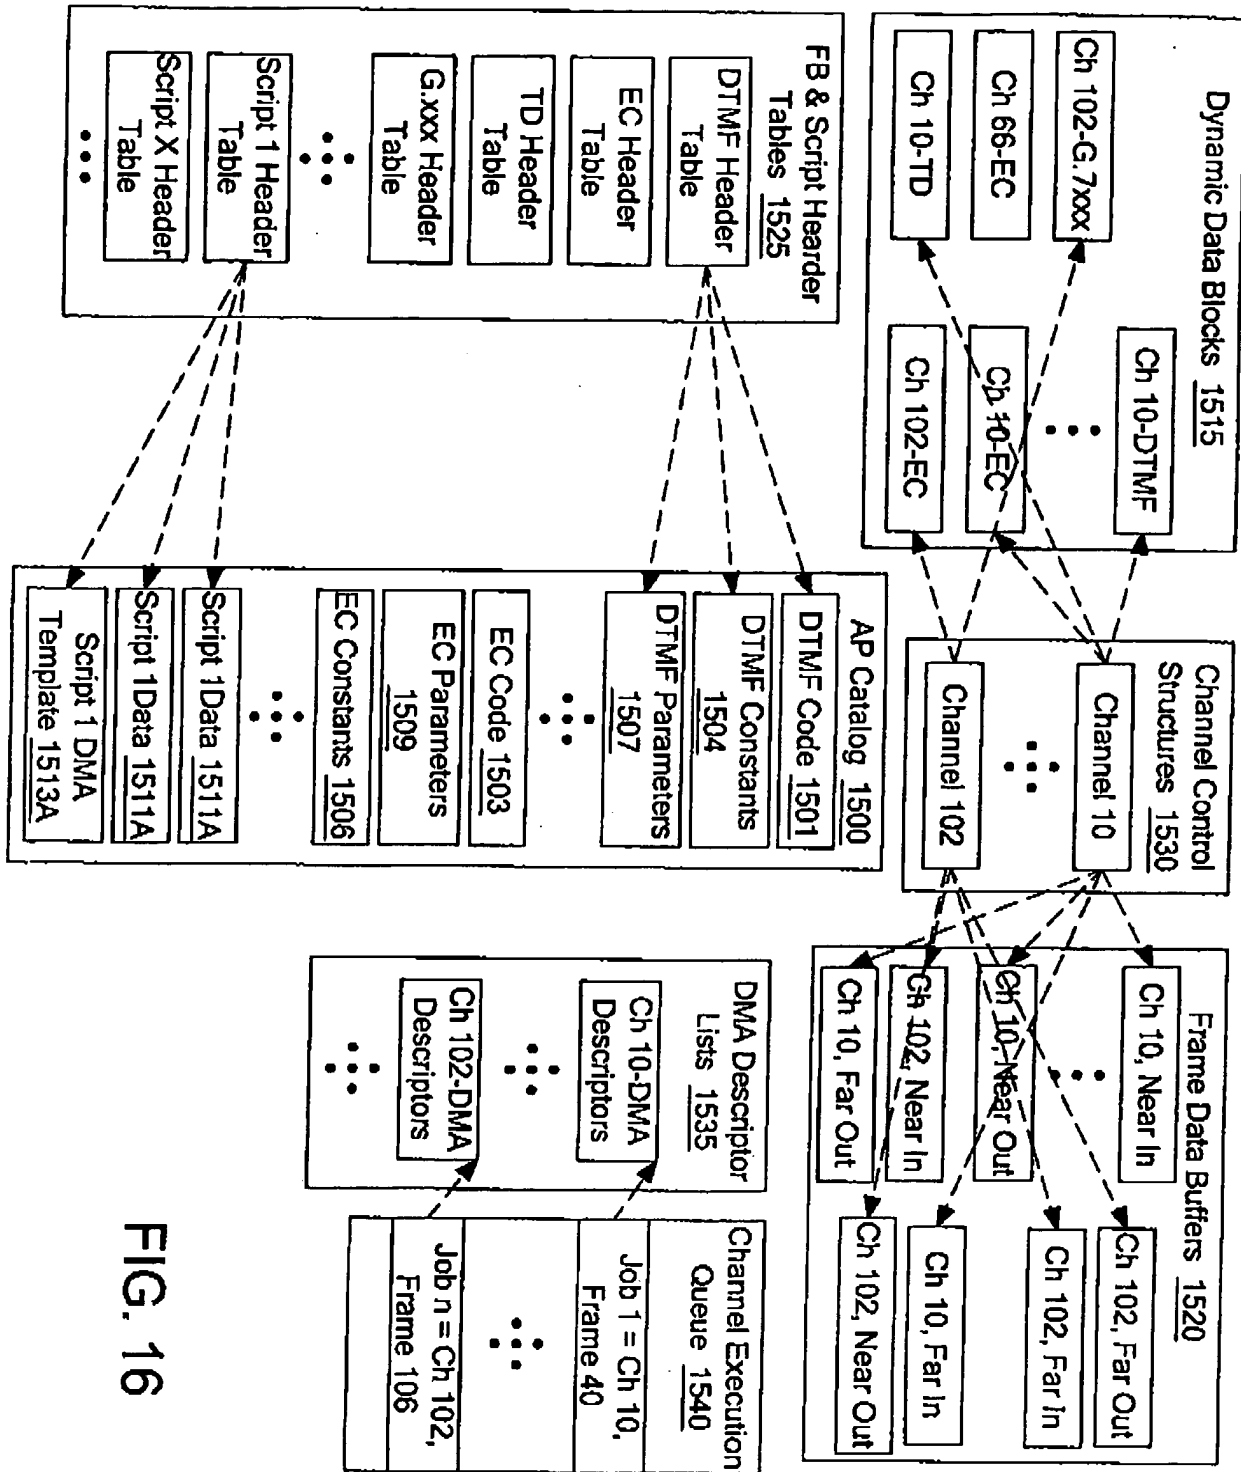 Dynamic Data Blocks 1515
Ch 102-G.7xxx
Ch 66-EC
Ch 10-TD
Ch 10-DTMF
Ch 10-EC
Ch 102-EC
Channel Control
Structures 1530
Channel 10
Channel 102
Frame Data Buffers 1520
Ch 10, Near In
Ch 10, Near Out
Ch 102, Near In
Ch 10, Far Out
Ch 102, Far Out
Ch 102, Far In
Ch 10, Far In
Ch 102, Near Out
FB & Script Hearder
Tables 1525
DTMF Header
Table
EC Header
Table
TD Header
Table
G.xxx Header
Table
Script 1 Header
Table
Script X Header
Table
AP Catalog 1500
DTMF Code 1501
DTMF Constants
1504
DTMF Parameters
1507
EC Code 1503
EC Parameters
1509
EC Constants 1506
Script 1Data 1511A
Script 1Data 1511A
Script 1 DMA
Template 1513A
DMA Descriptor
Lists 1535
Ch 10-DMA
Descriptors
Ch 102-DMA
Descriptors
Channel Execution
Queue 1540
Job 1 = Ch 10,
Frame 40
Job n = Ch 102,
Frame 106
FIG. 16